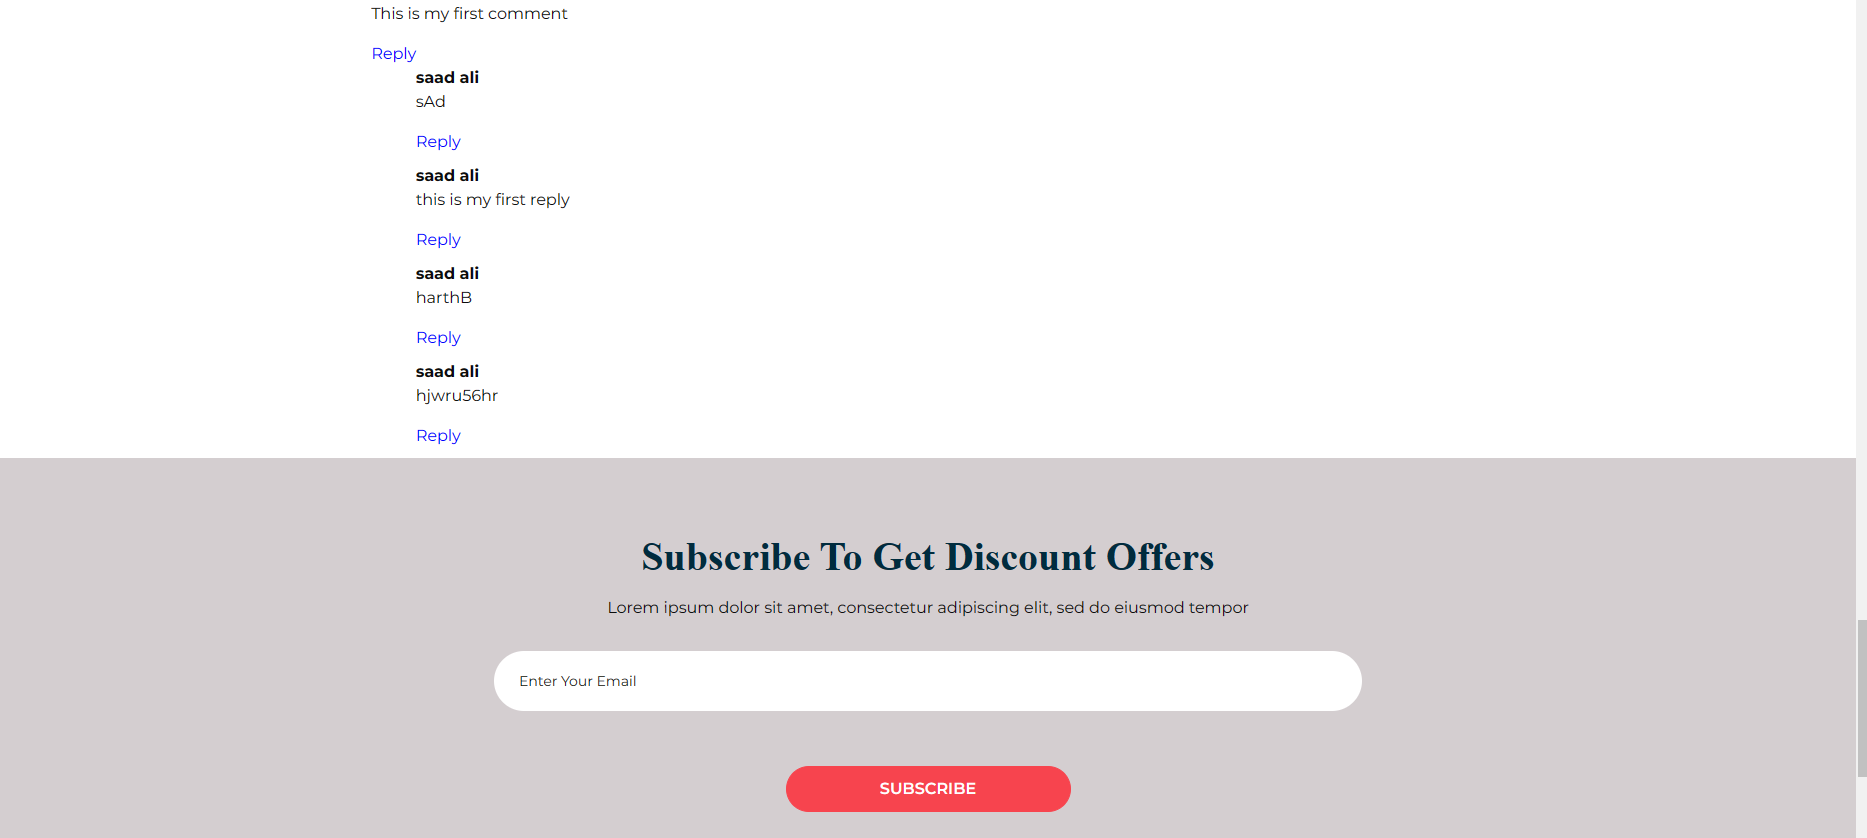 This is my first comment
Reply
saad ali
sAd
Reply
saad ali
this is my first reply
Reply
saad ali
harthB
Reply
saad ali
hjwru56hr
Reply
Subscribe To Get Discount Offers
Lorem ipsum dolor sit amet, consectetur adipiscing elit, sed do eiusmod tempor
Enter Your Email
SUBSCRIBE